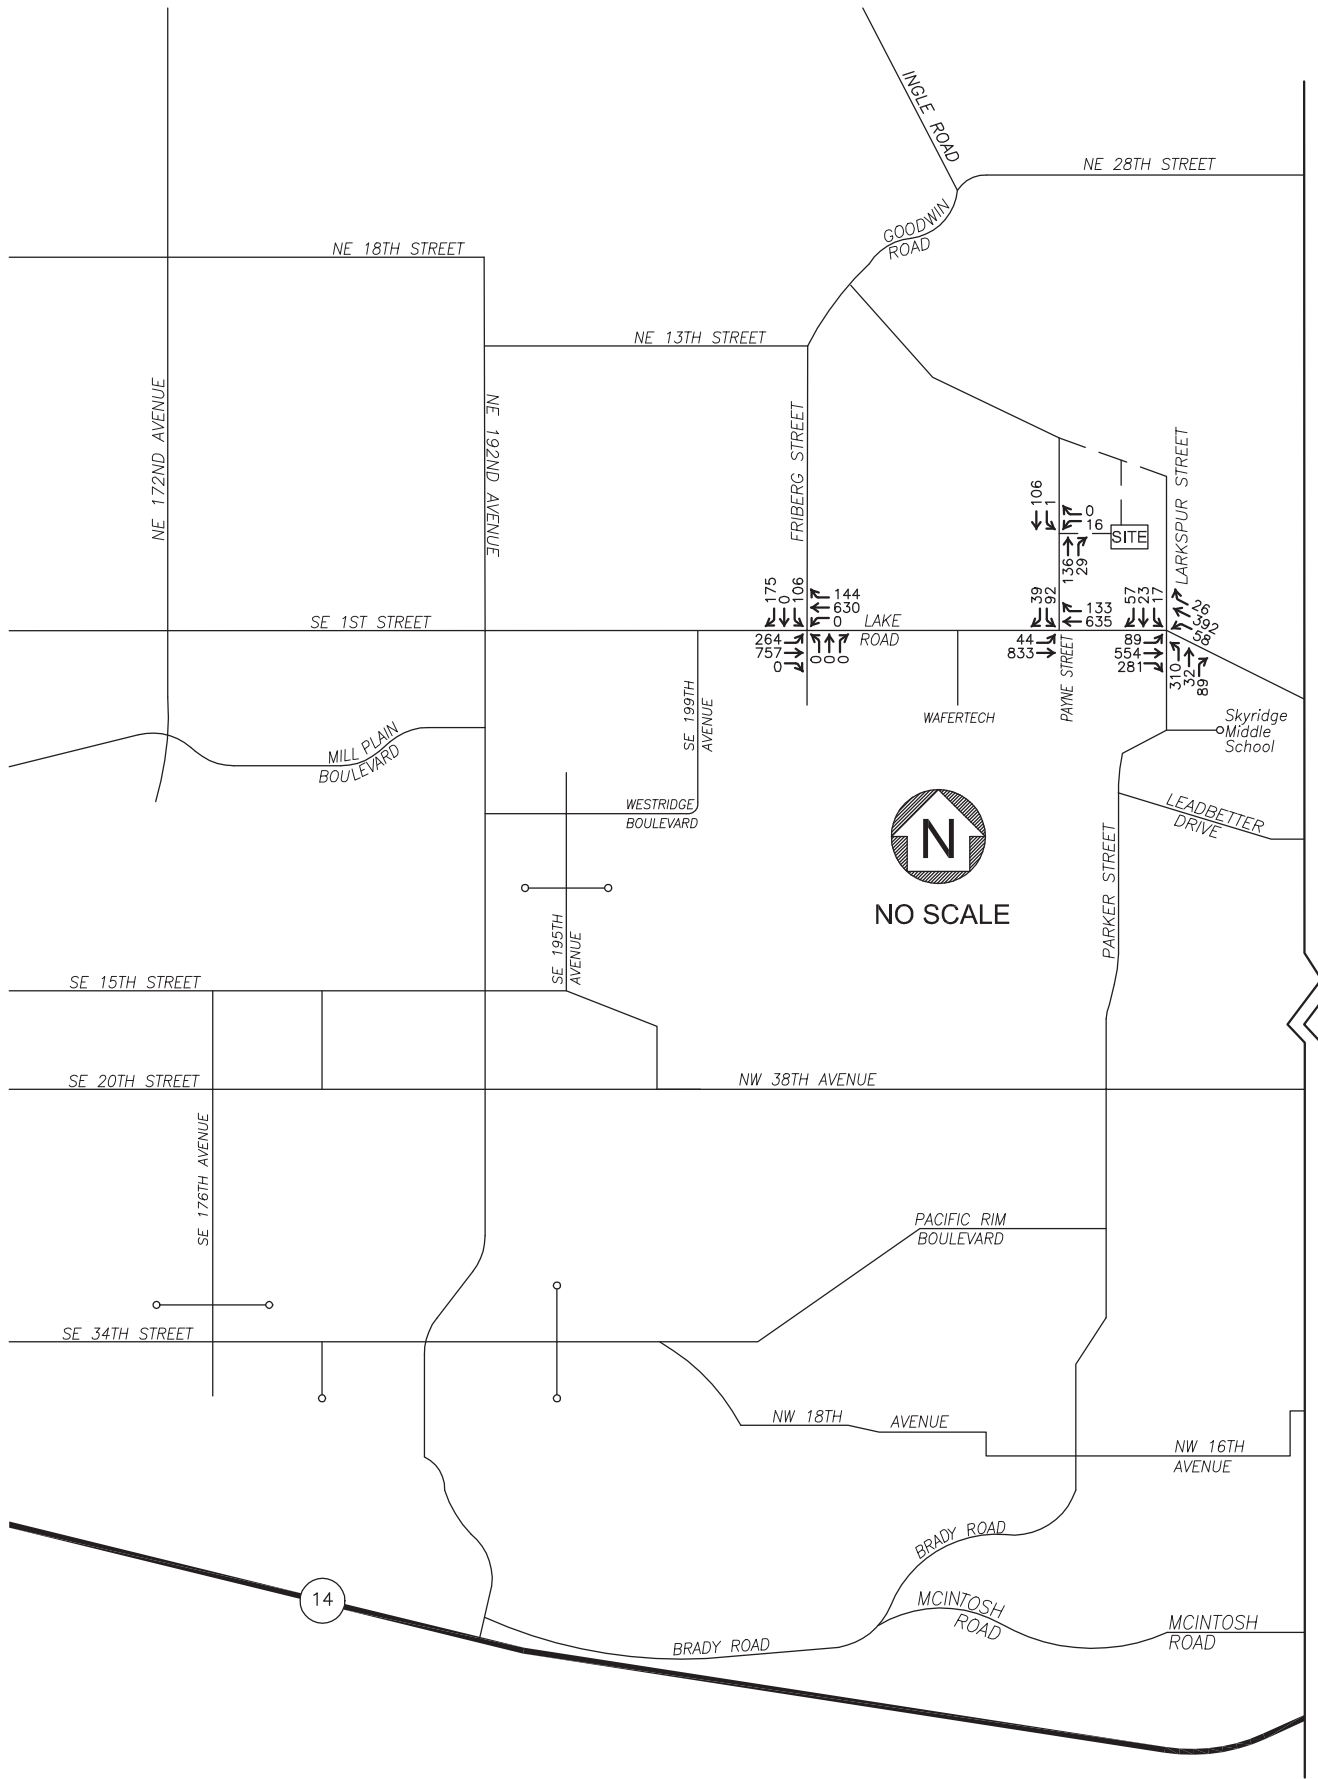 INGLE ROAD
NE 28TH STREET
GOODWIN
ROAD
NE 18TH STREET
NE 13TH STREET
NE 172ND AVENUE
NE 192ND AVENUE
FRIBERG STREET
LARKSPUR STREET
106
1
0
16
SITE
136
29
175
0
106
144
630
0
39
92
133
635
57
23
17
26
392
58
SE 1ST STREET
LAKE
ROAD
264
757
0
0
0
0
44
833
PAYNE STREET
89
554
281
310
32
89
SE 199TH
AVENUE
WAFERTECH
Skyridge
Middle
School
MILL PLAIN
BOULEVARD
WESTRIDGE
BOULEVARD
LEADBETTER
DRIVE
N
NO SCALE
PARKER STREET
SE 195TH
AVENUE
SE 15TH STREET
SE 20TH STREET
NW 38TH AVENUE
SE 176TH AVENUE
PACIFIC RIM
BOULEVARD
SE 34TH STREET
NW 18TH
AVENUE
NW 16TH
AVENUE
BRADY ROAD
14
MCINTOSH
ROAD
MCINTOSH
ROAD
BRADY ROAD